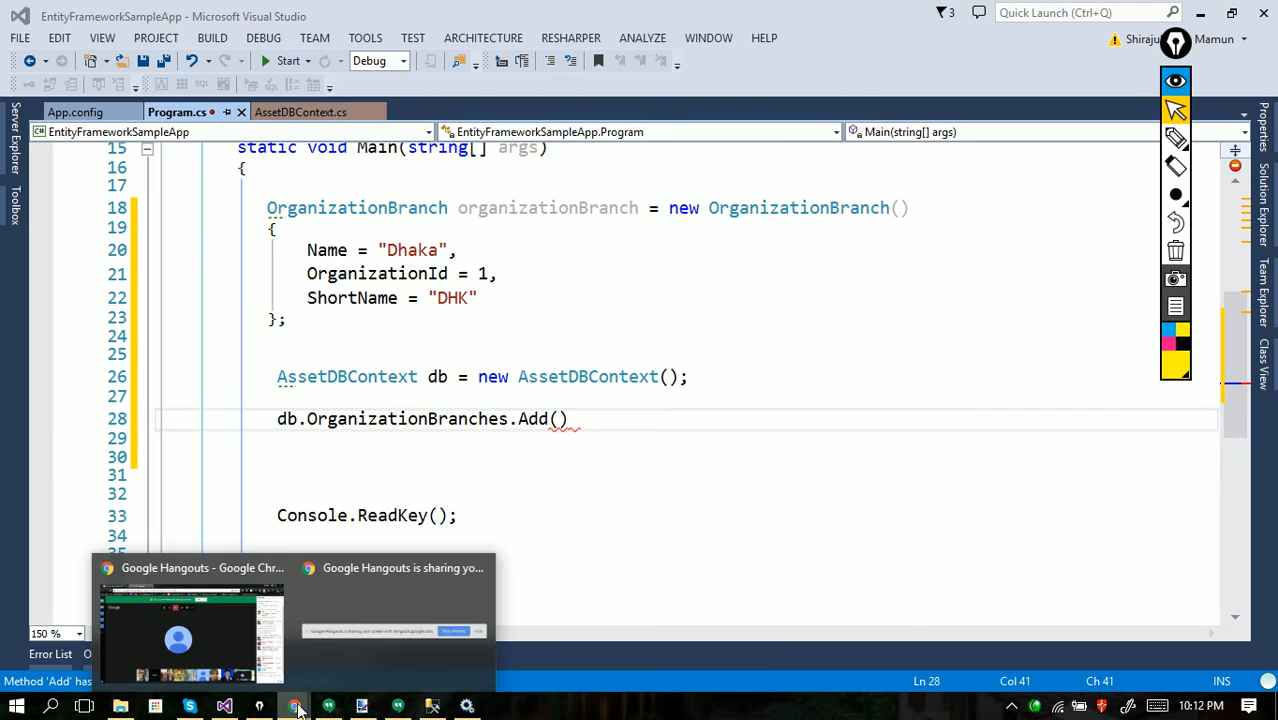 EntityFrameworkSampleApp - Microsoft Visual Studio
3
Quick Launch (Ctrl+Q)
FILE EDIT VIEW PROJECT BUILD DEBUG TEAM TOOLS TEST ARCHITECTURE RESHARPER ANALYZE WINDOW HELP
Shiraju Mamun
Start Debug
App.config Program.cs AssetDBContext.cs
EntityFrameworkSampleApp EntityFrameworkSampleApp.Program Main(string[] args)
Server Explorer
Toolbox
Properties
Solution Explorer
Team Explorer
Class View
15 static void Main(string[] args)
16 {
17
18 OrganizationBranch organizationBranch = new OrganizationBranch()
19 {
20 Name = "Dhaka",
21 OrganizationId = 1,
22 ShortName = "DHK"
23 };
24
25
26 AssetDBContext db = new AssetDBContext();
27
28 db.OrganizationBranches.Add()
29
30
31
32
33 Console.ReadKey();
34
Google Hangouts - Google Chr... Google Hangouts is sharing yo...
150 %
Error List
Method 'Add' has Ln 28 Col 41 Ch 41 INS
10:12 PM